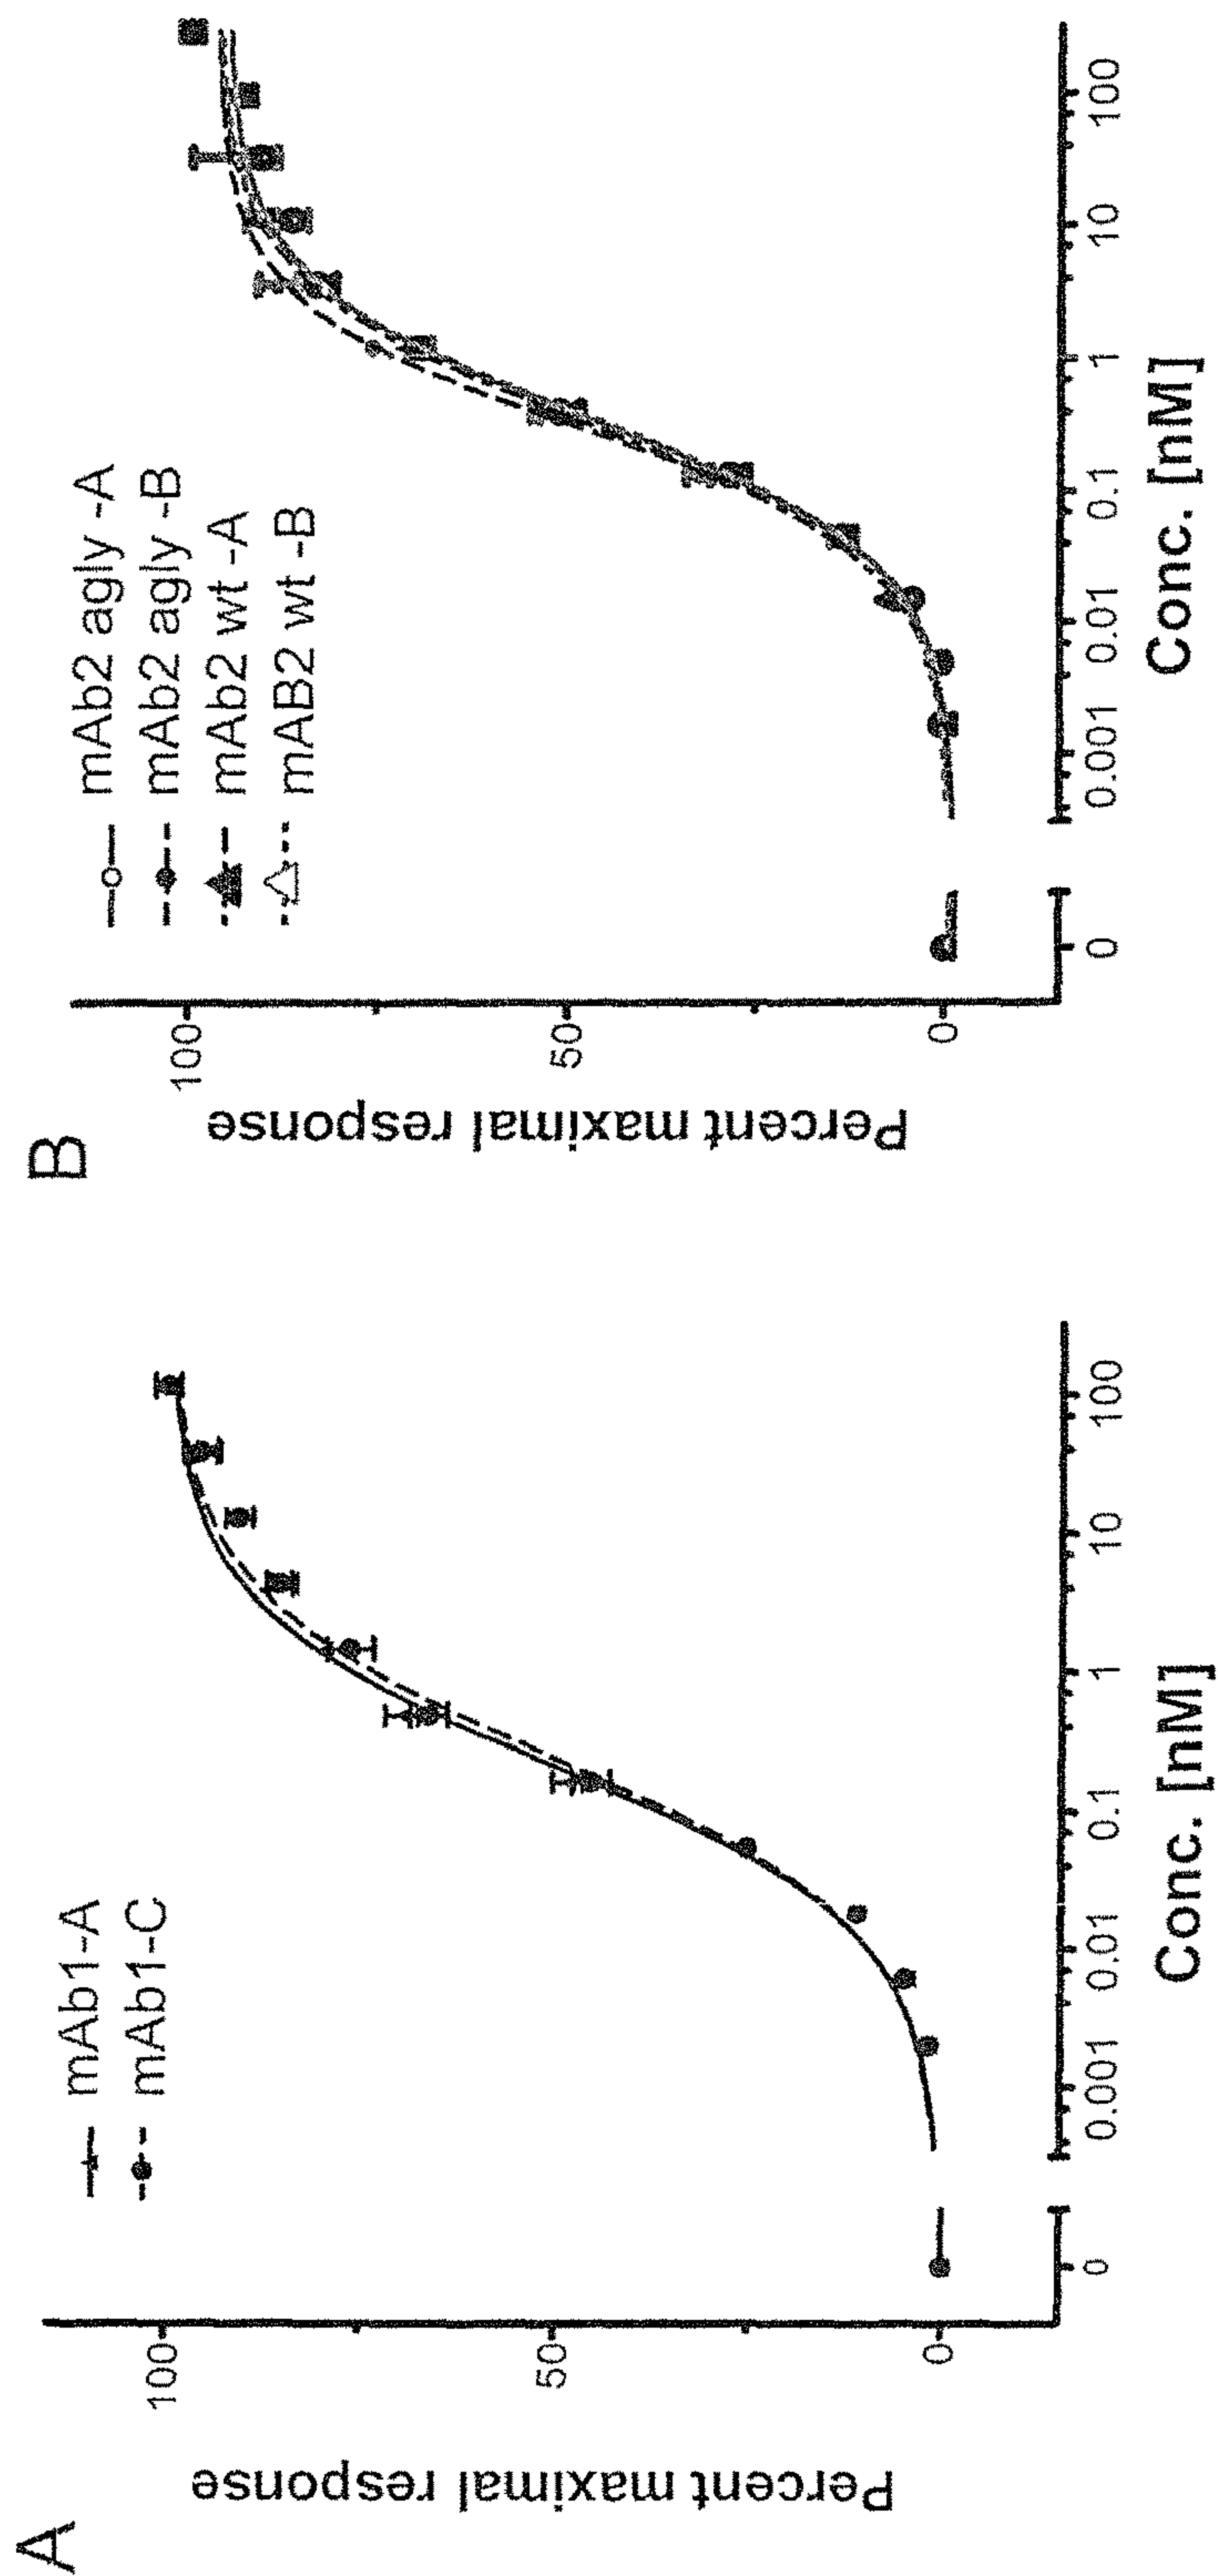 A
mAb1-A
mAb1-C
Percent maximal response
100
50
0
0
0.001
0.01
0.1
1
10
100
Conc. [nM]
B
mAb2 agly -A
mAb2 agly -B
mAb2 wt -A
mAB2 wt -B
Percent maximal response
100
50
0
0
0.001
0.01
0.1
1
10
100
Conc. [nM]